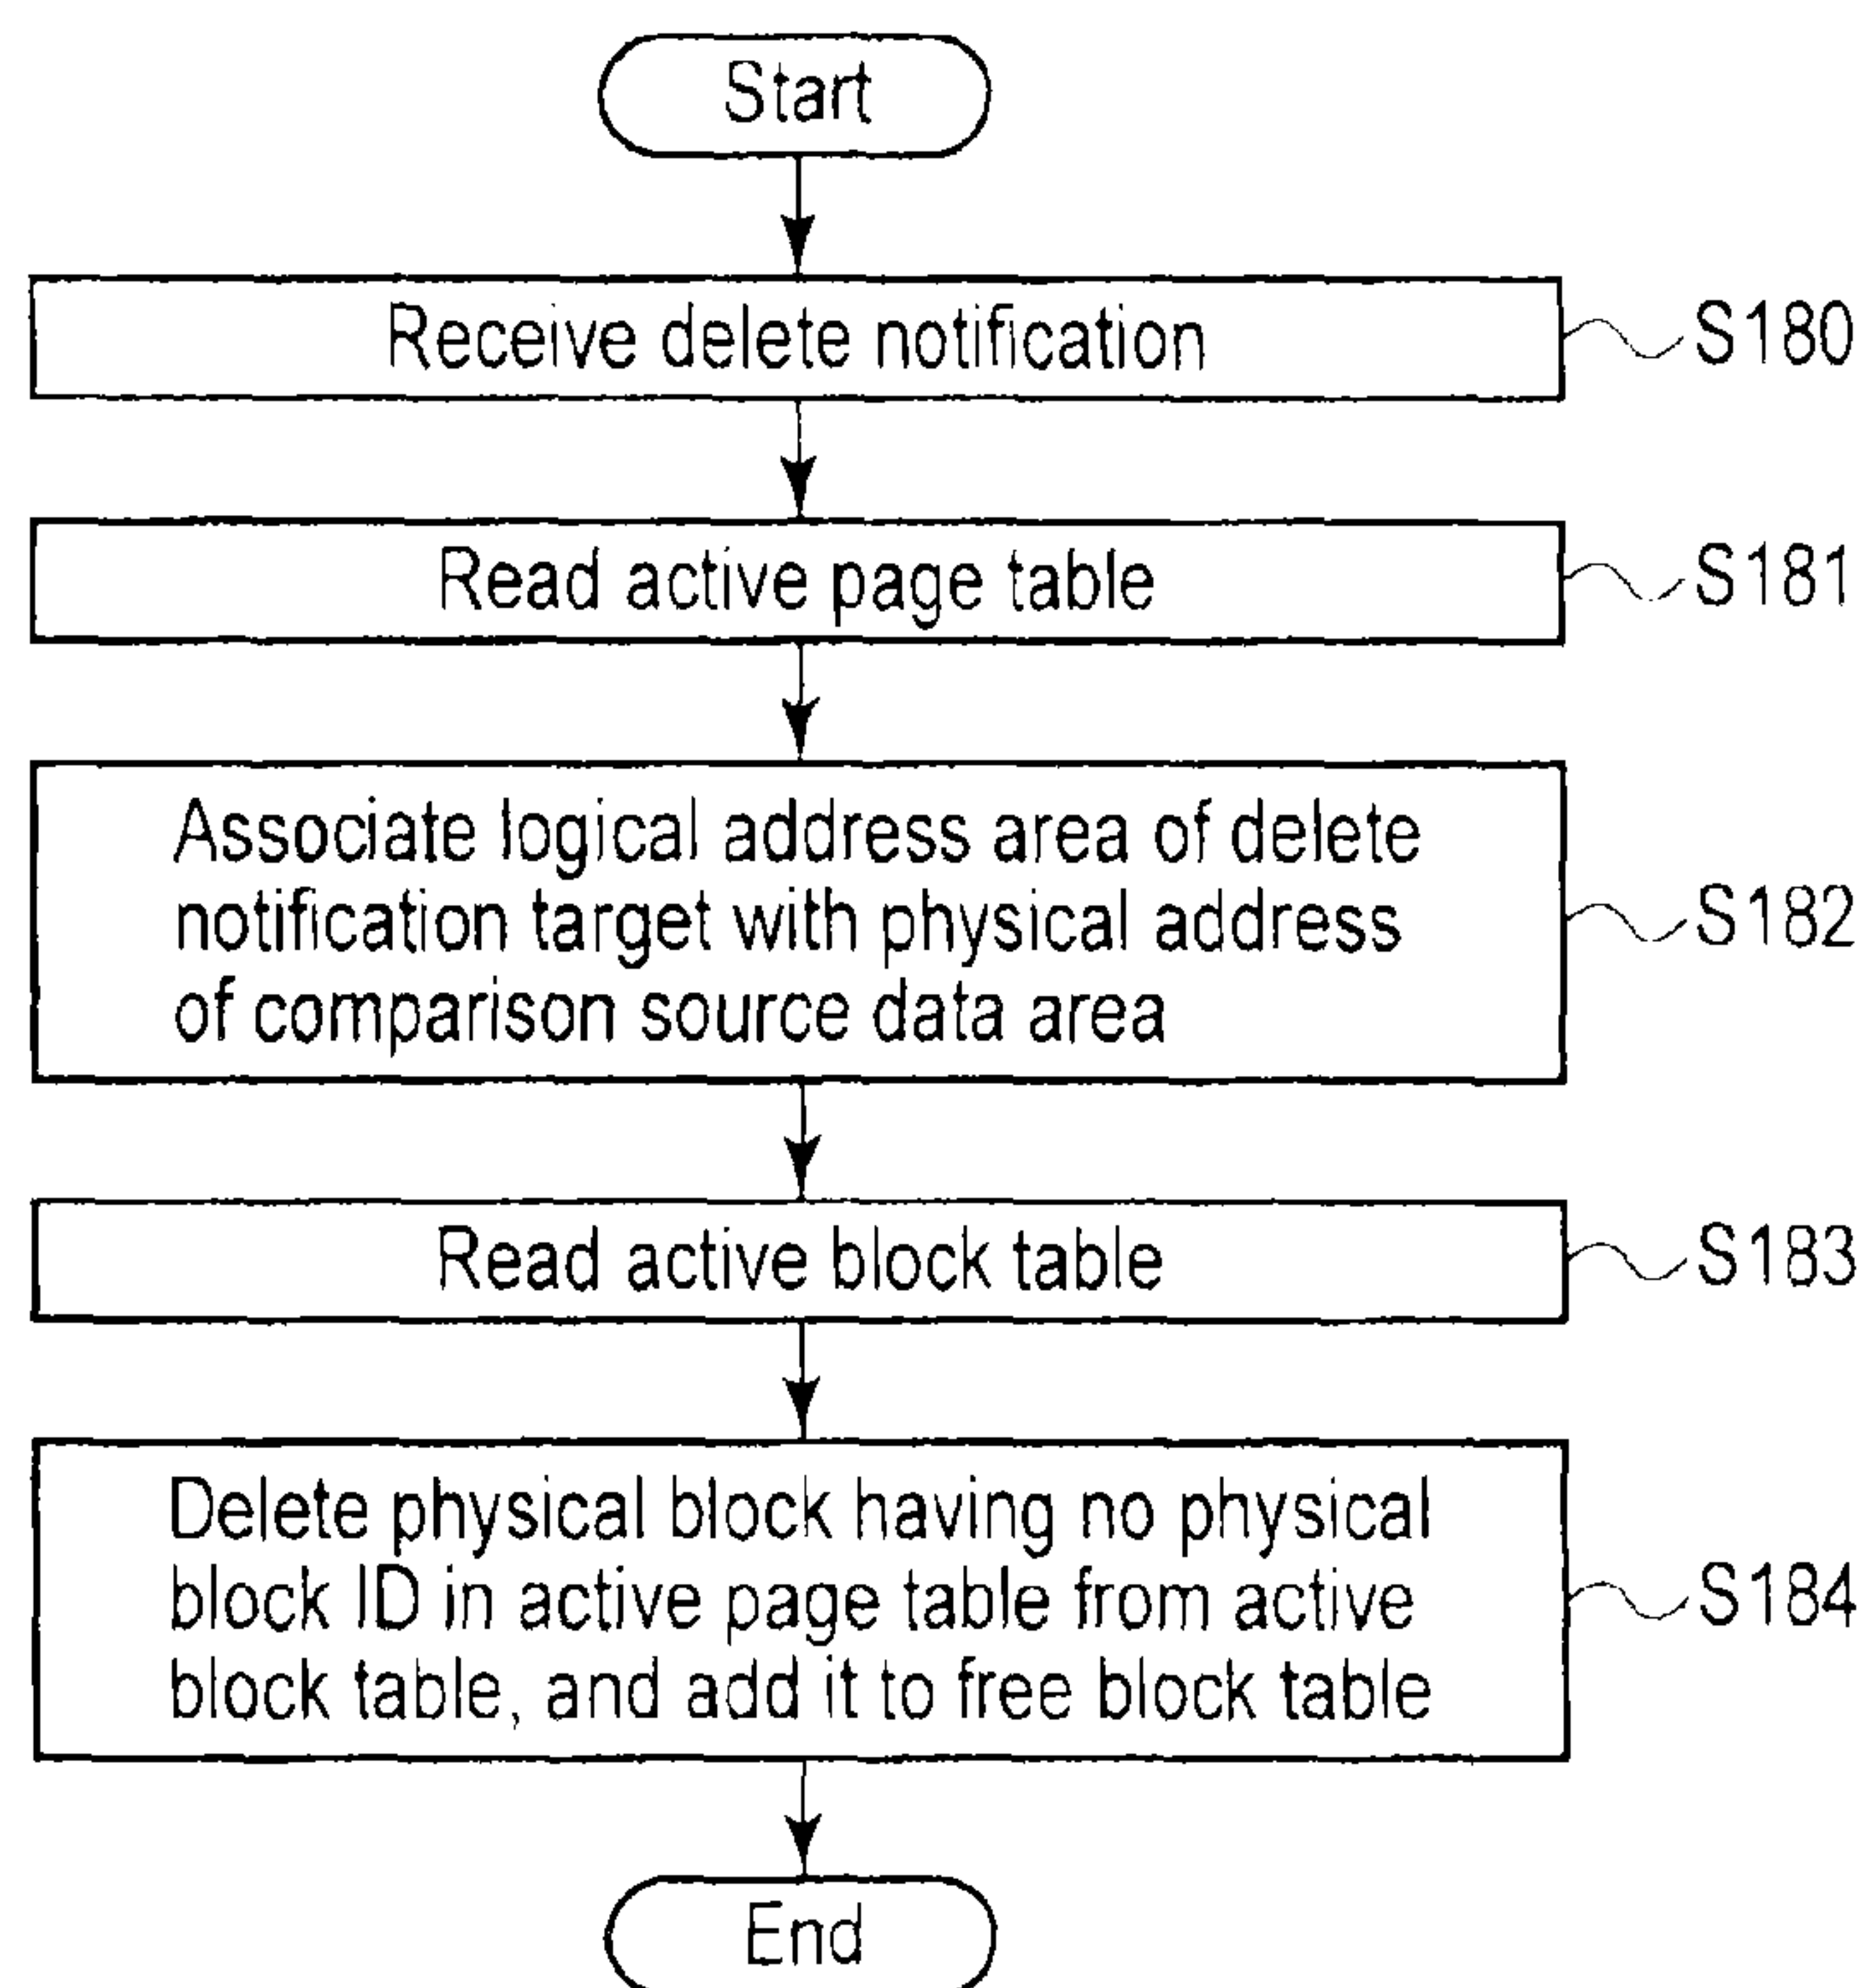 Start
Receive delete notification
S180
Read active page table
S181
Associate logical address area of delete
notification target with physical address
of comparison source data area
S182
Read active block table
S183
Delete physical block having no physical
block ID in active page table from active
block table, and add it to free block table
S184
End